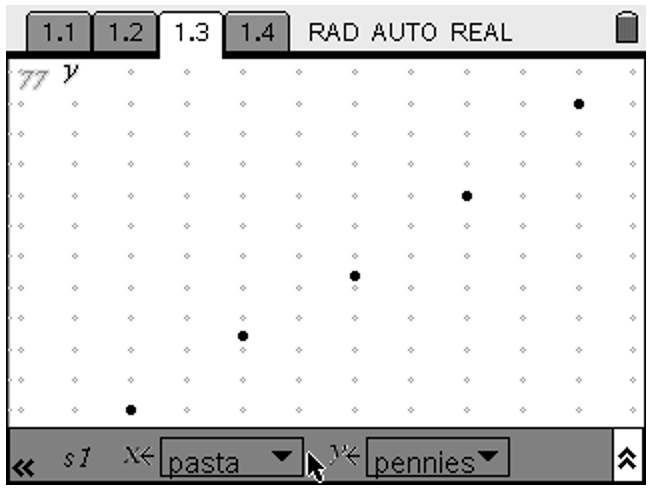 1.1 1.2 1.3 1.4 RAD AUTO REAL
77 y
s1 x← pasta y← pennies